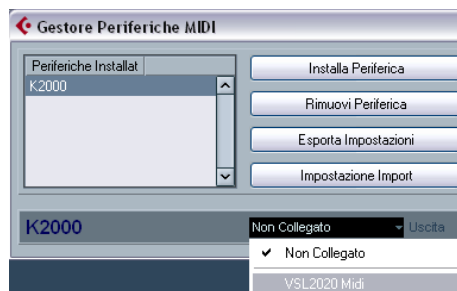 Gestore Periferiche MIDI
Periferiche Installat
K2000
Installa Periferica
Rimuovi Periferica
Esporta Impostazioni
Impostazione Import
K2000
Non Collegato
Uscita
Non Collegato
VSL2020 Midi